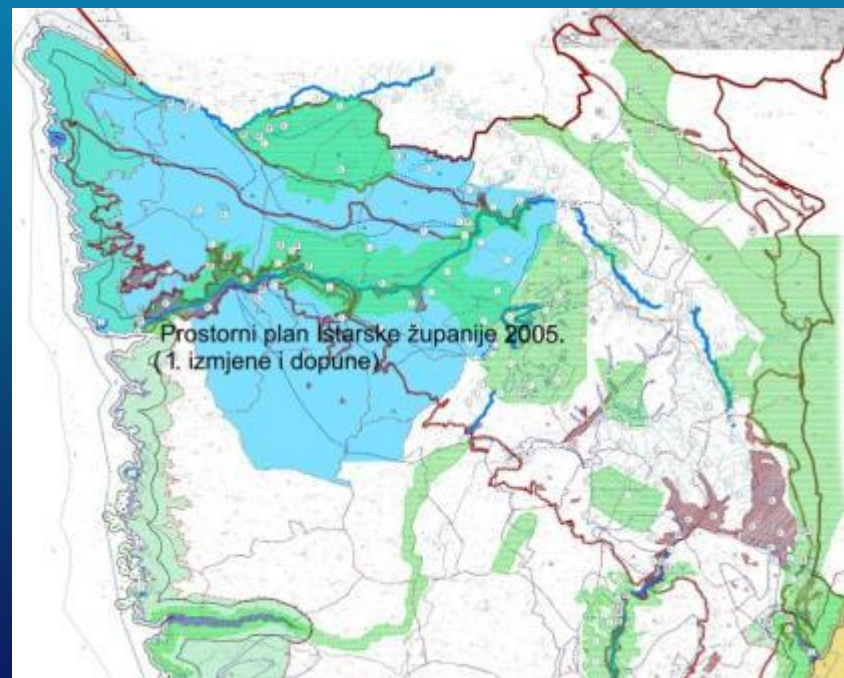 Prostorni plan Istarske županije 2005.
(1. izmjene i dopune)